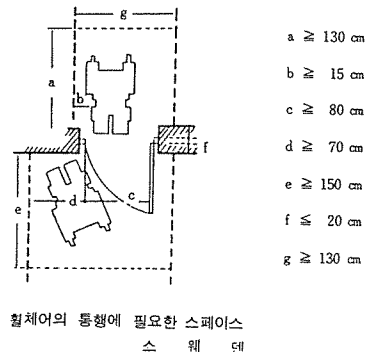 g
a ≧ 130 cm
b ≧ 15 cm
a
b
c ≧ 80 cm
d ≧ 70 cm
f
e ≧ 150 cm
e
d
c
f ≦ 20 cm
g ≧ 130 cm
휠체어의 통행에 필요한 스페이스
스 웨 덴